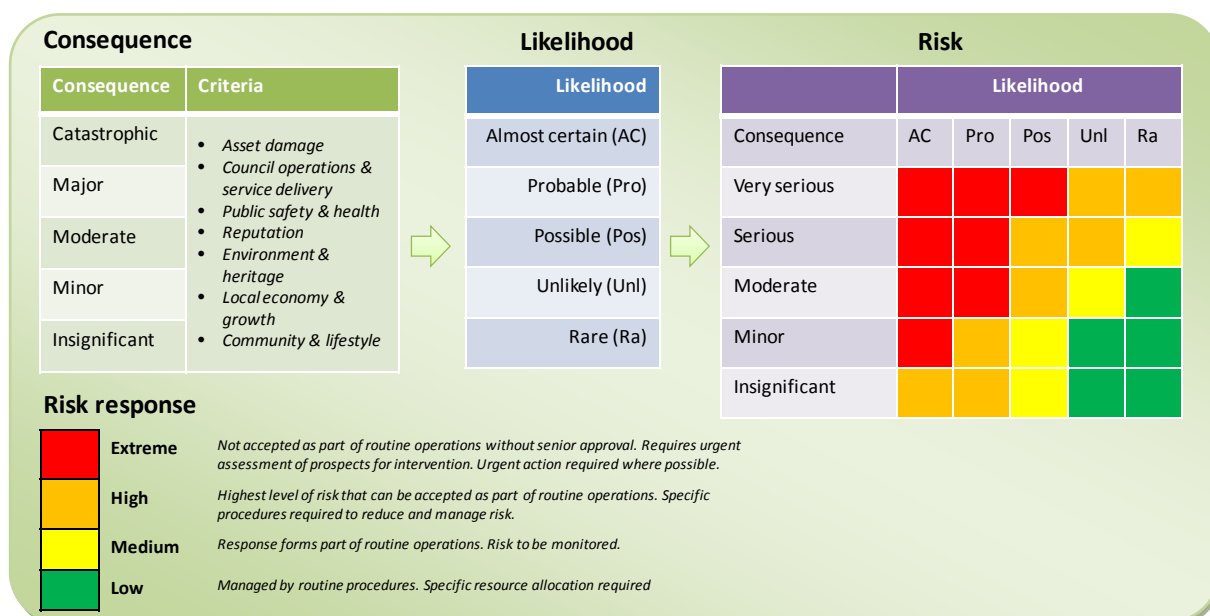 Consequence
Likelihood
Risk
Consequence Criteria
Catastrophic
Major
Moderate
Minor
Insignificant
• Asset damage
• Council operations &
service delivery
• Public safety & health
• Reputation
• Environment &
heritage
• Local economy &
growth
• Community & lifestyle
Likelihood
Almost certain (AC)
Probable (Pro)
Possible (Pos)
Unlikely (Unl)
Rare (Ra)
Likelihood
Consequence AC Pro Pos Unl Ra
Very serious
Serious
Moderate
Minor
Insignificant
Risk response
Extreme
Not accepted as part of routine operations without senior approval. Requires urgent
assessment of prospects for intervention. Urgent action required where possible.
High
Highest level of risk that can be accepted as part of routine operations. Specific
procedures required to reduce and manage risk.
Medium
Response forms part of routine operations. Risk to be monitored.
Low
Managed by routine procedures. Specific resource allocation required